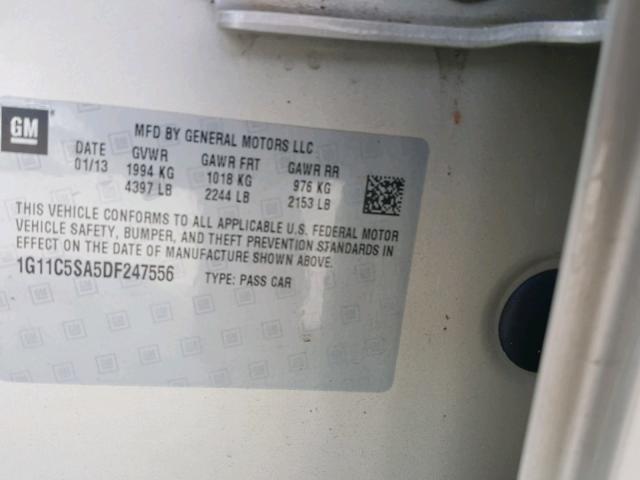 GM
MFD BY GENERAL MOTORS LLC
DATE GVWR GAWR FRT GAWR RR
01/13 1994 KG 1018 KG 976 KG
4397 LB 2244 LB 2153 LB
THIS VEHICLE CONFORMS TO ALL APPLICABLE U.S. FEDERAL MOTOR
VEHICLE SAFETY, BUMPER, AND THEFT PREVENTION STANDARDS IN
EFFECT ON THE DATE OF MANUFACTURE SHOWN ABOVE.
1G11C5SA5DF247556 TYPE: PASS CAR